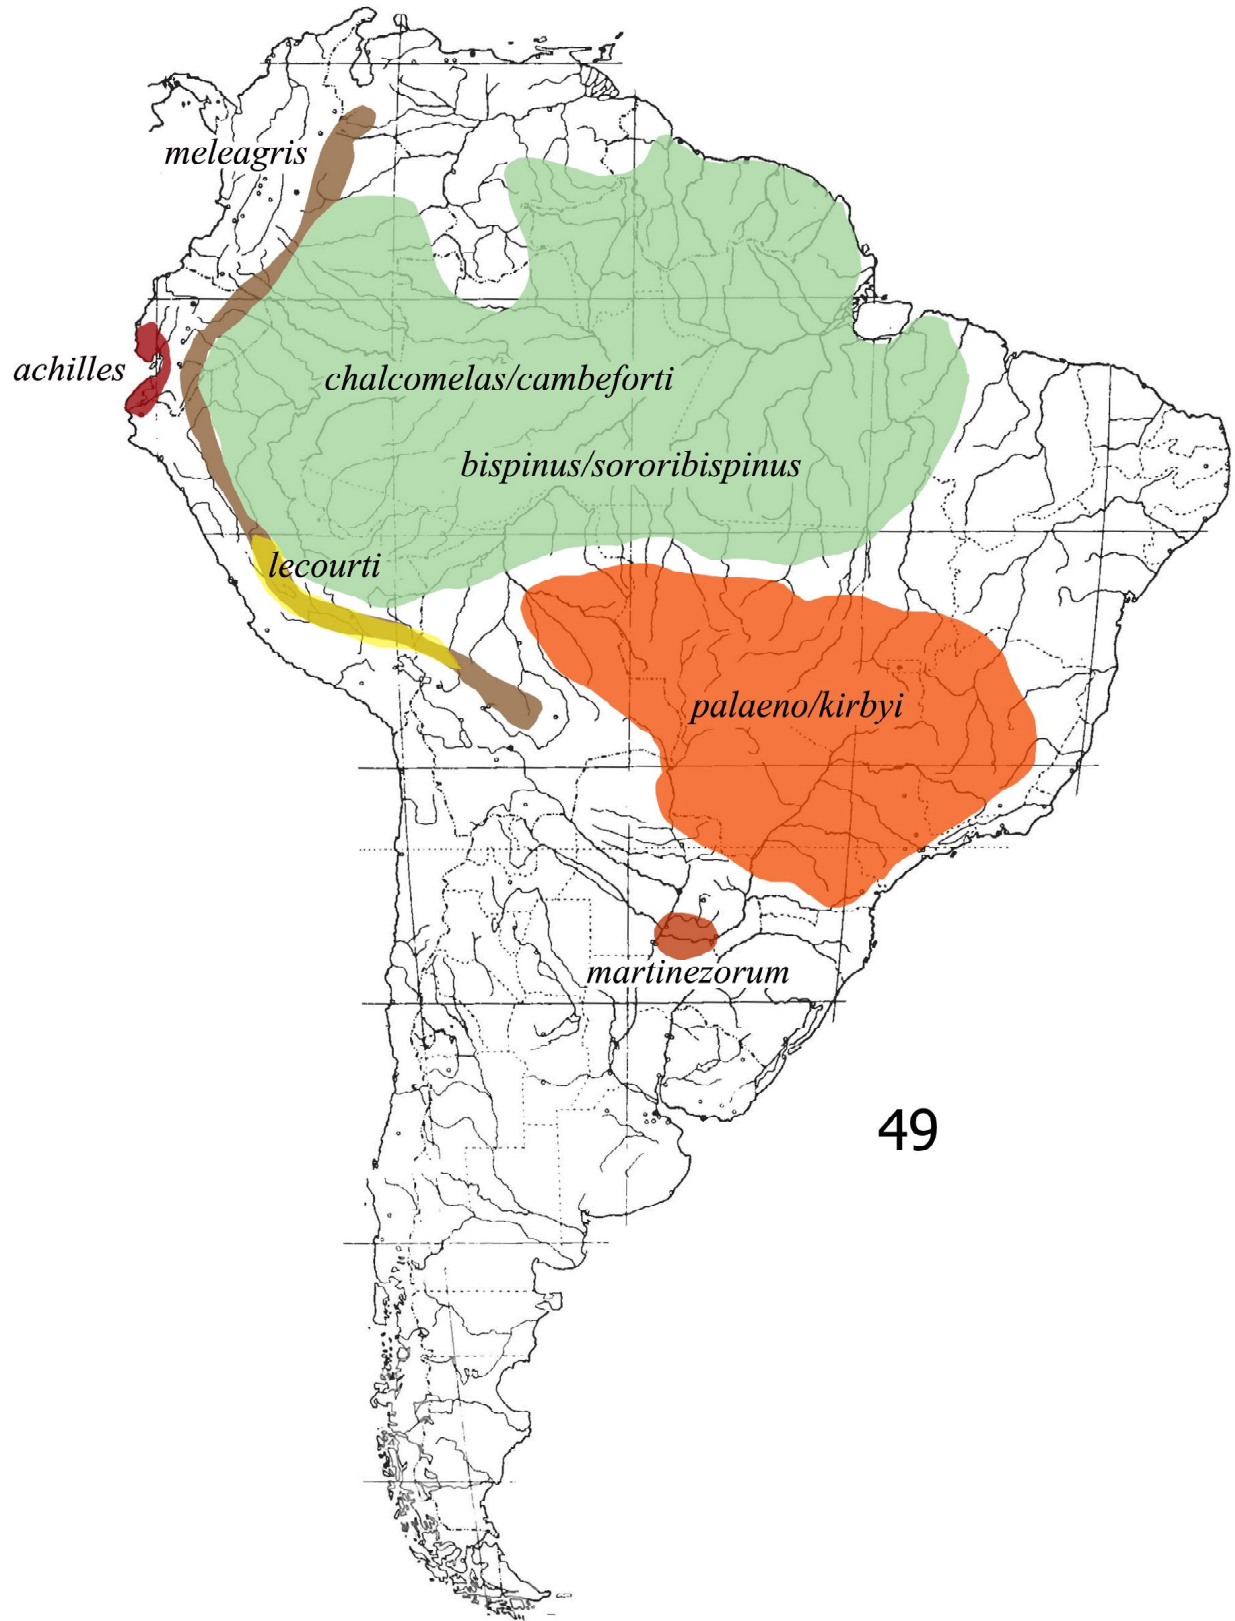 meleagris
achilles
chalcomelas/cambeforti
bispinus/sororibispinus
lecourti
palaeno/kirbyi
martinezorum
49